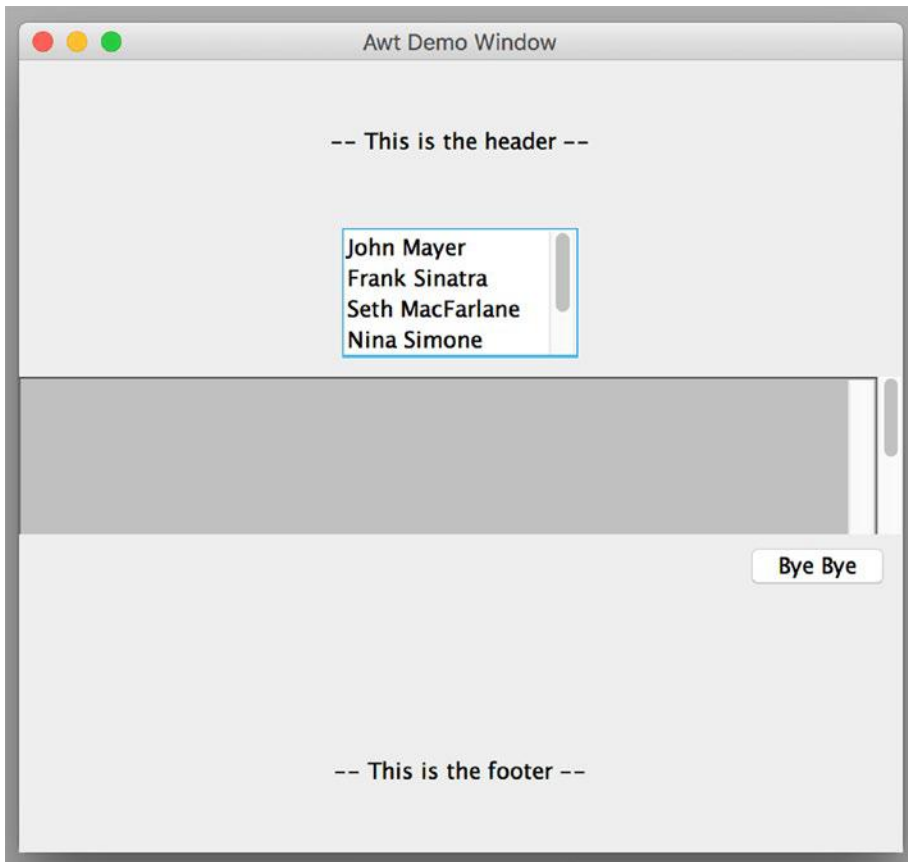 Awt Demo Window
-- This is the header --
John Mayer
Frank Sinatra
Seth MacFarlane
Nina Simone
Bye Bye
-- This is the footer --